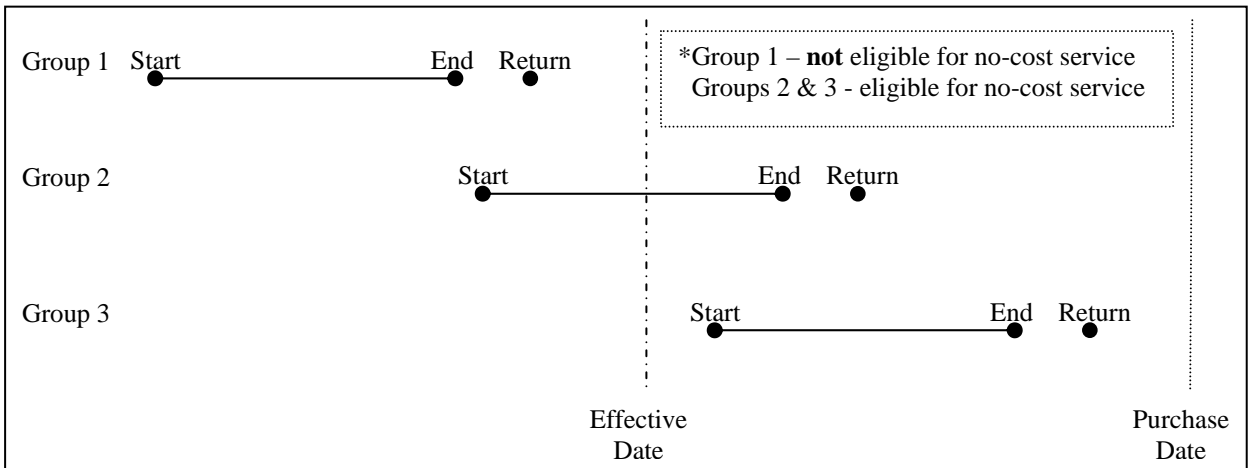 Group 1 Start End Return
*Group 1 – not eligible for no-cost service
Groups 2 & 3 - eligible for no-cost service
Group 2 Start End Return
Group 3 Start End Return
Effective
Date
Purchase
Date